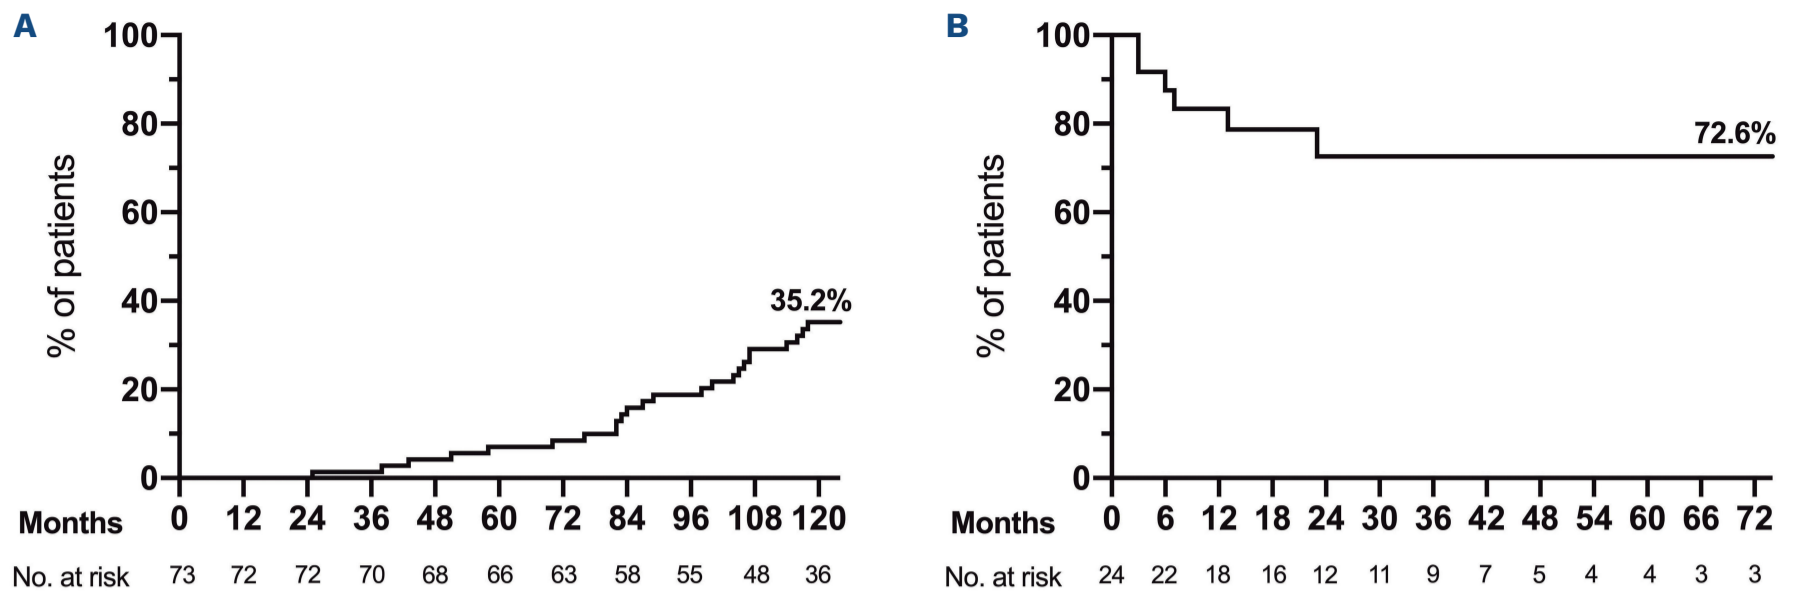 A
100
80
60
40
20
0
% of patients
35.2%
Months 0 12 24 36 48 60 72 84 96 108 120
No. at risk 73 72 72 70 68 66 63 58 55 48 36
B
100
80
60
40
20
0
% of patients
72.6%
Months 0 6 12 18 24 30 36 42 48 54 60 66 72
No. at risk 24 22 18 16 12 11 9 7 5 4 4 3 3